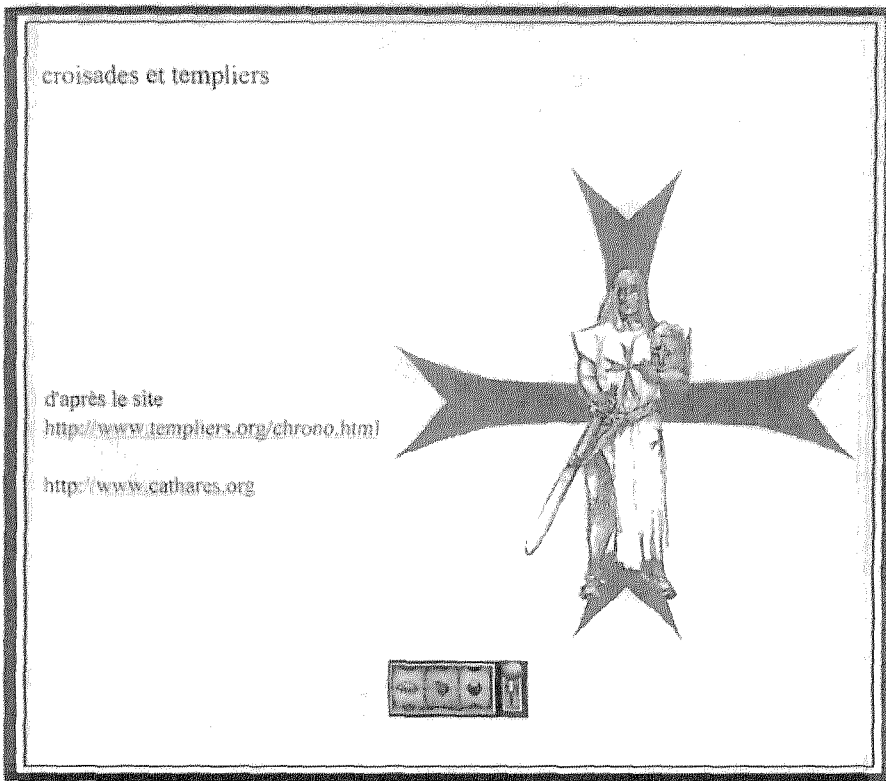 croisades et templiers
d'après le site
http://www.templiers.org/chrono.html
http://www.cathares.org